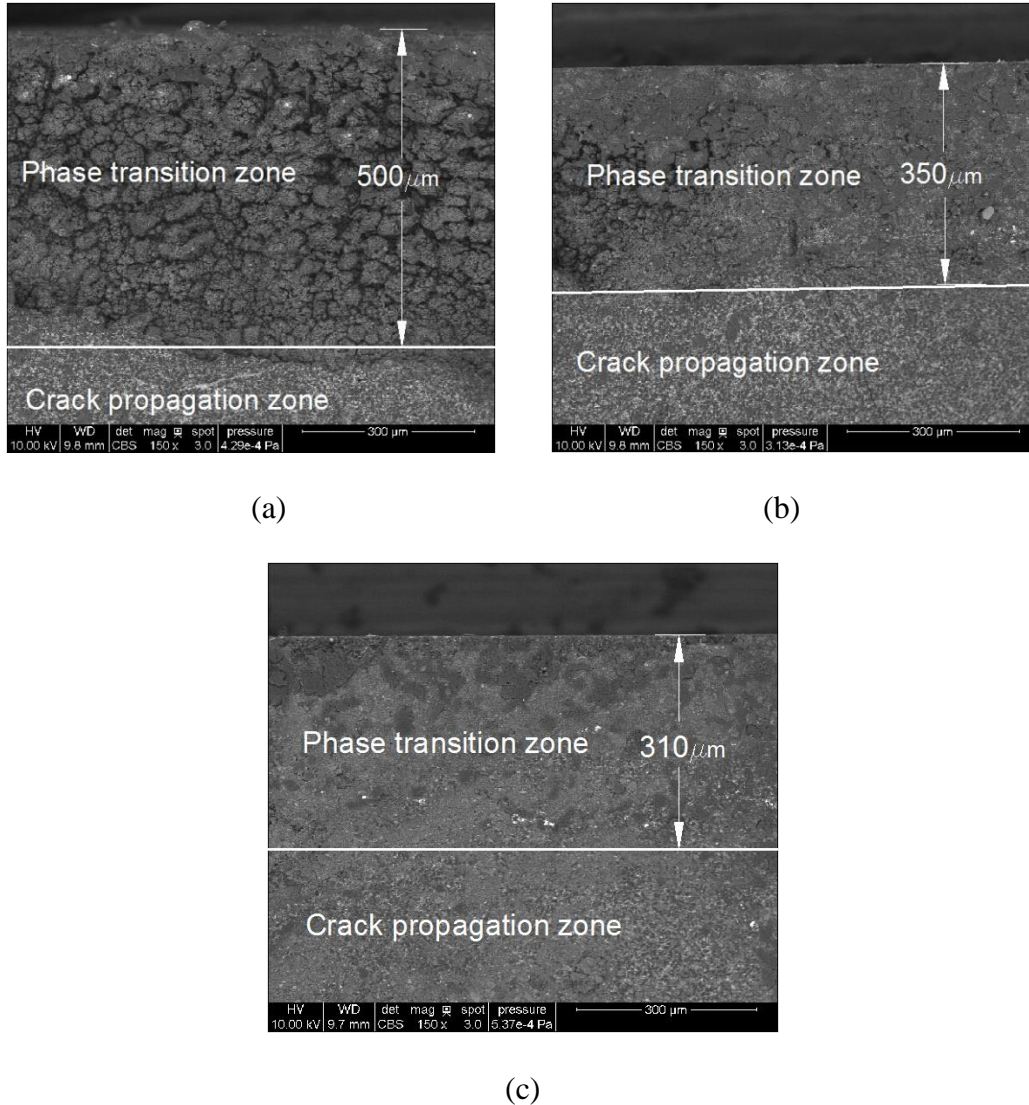 Phase transition zone
500μm
Crack propagation zone
HV WD det mag spot pressure 300 μm
10.00 kV 9.8 mm CBS 150 x 3.0 4.29e-4 Pa
(a)
Phase transition zone
350μm
Crack propagation zone
HV WD det mag spot pressure 300 μm
10.00 kV 9.8 mm CBS 150 x 3.0 3.13e-4 Pa
(b)
Phase transition zone
310μm
Crack propagation zone
HV WD det mag spot pressure 300 μm
10.00 kV 9.7 mm CBS 150 x 3.0 5.37e-4 Pa
(c)